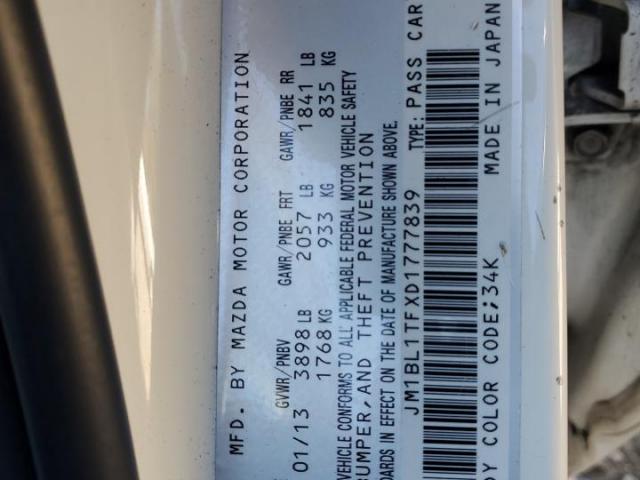 MFD. BY MAZDA MOTOR CORPORATION
GVWR/PNBV GAWR/PNBE FRT GAWR/PNBE RR
01/13 3898 LB 2057 LB 1841 LB
1768 KG 933 KG 835 KG
VEHICLE CONFORMS TO ALL APPLICABLE FEDERAL MOTOR VEHICLE SAFETY
BUMPER, AND THEFT PREVENTION
IN EFFECT ON THE DATE OF MANUFACTURE SHOWN ABOVE.
JM1BL1TFXD1777839 TYPE: PASS CAR
COLOR CODE;34K MADE IN JAPAN